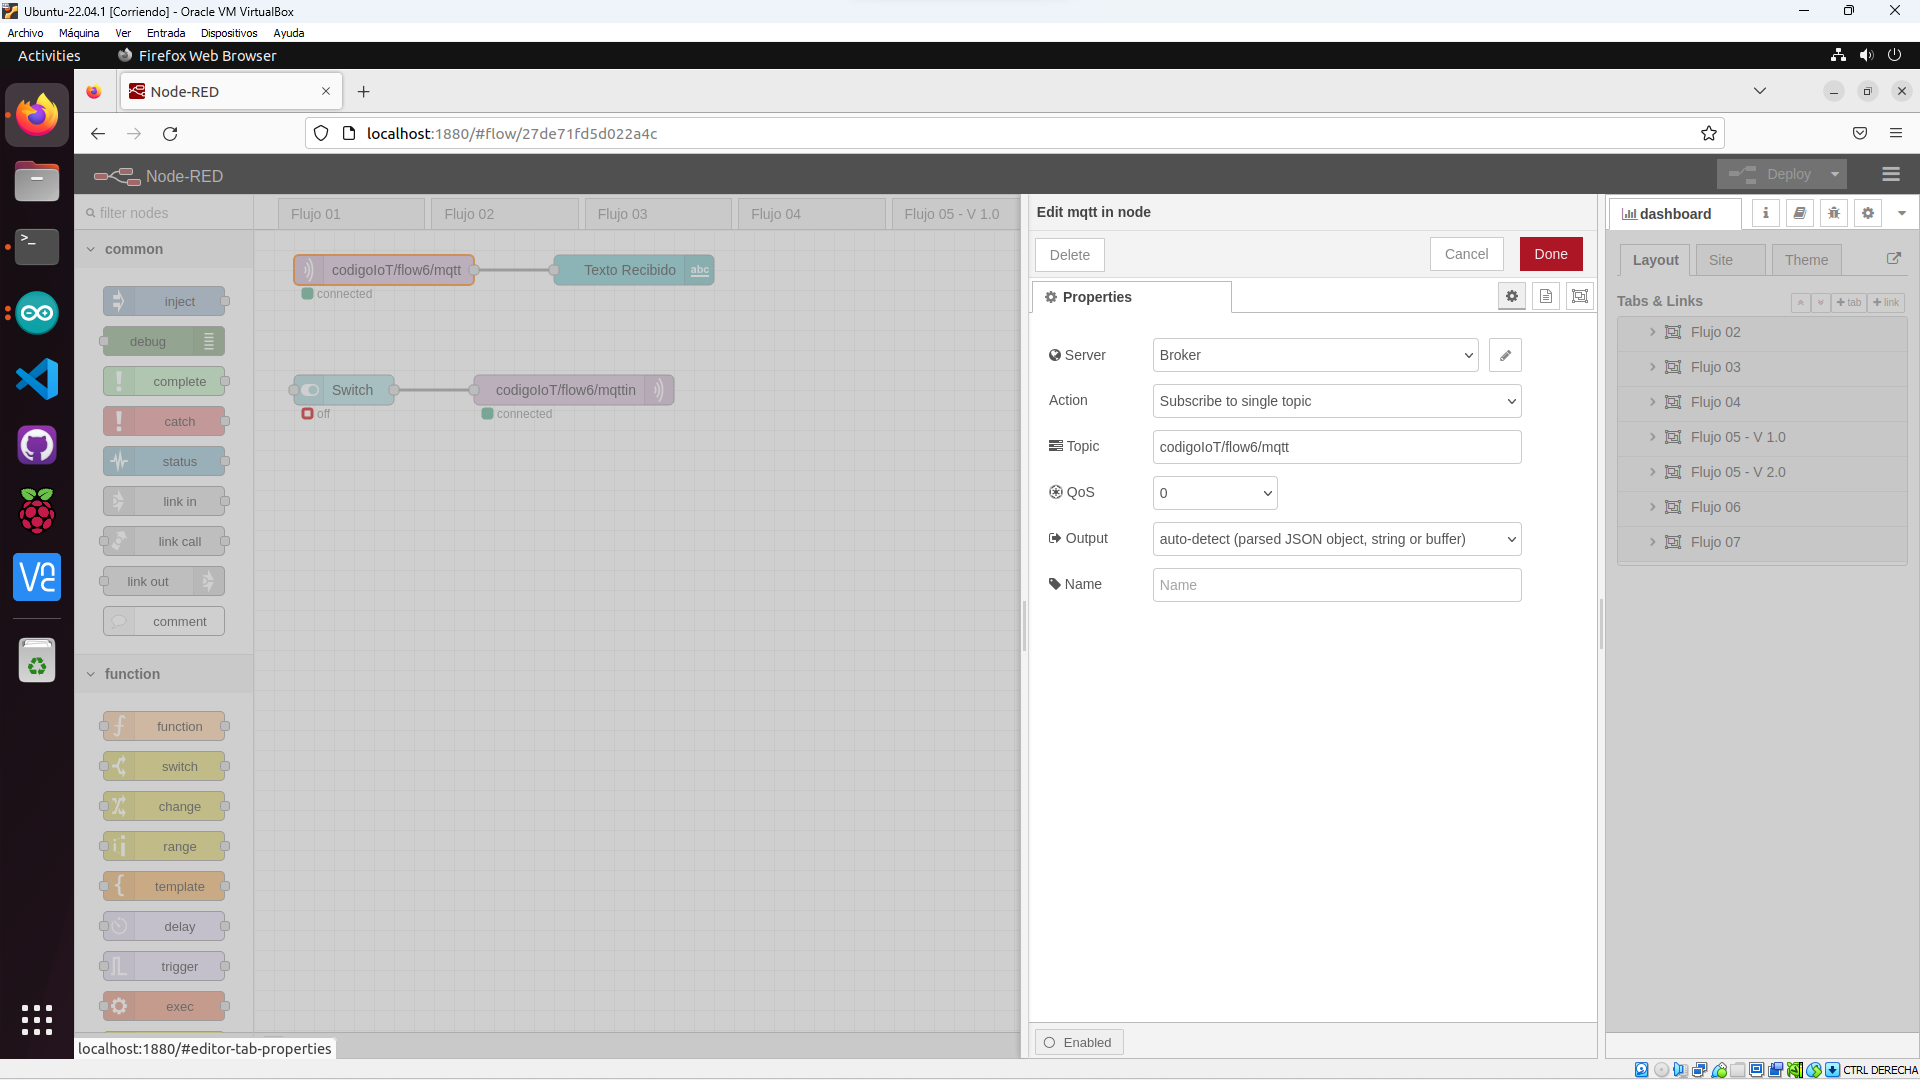 Ubuntu-22.04.1 [Corriendo] - Oracle VM VirtualBox
Archivo Máquina Ver Entrada Dispositivos Ayuda
Activities Firefox Web Browser
Node-RED
localhost:1880/#flow/27de71fd5d022a4c
Node-RED
Deploy
filter nodes
Flujo 01
Flujo 02
Flujo 03
Flujo 04
Flujo 05 - V 1.0
common
inject
debug
complete
catch
status
link in
link call
link out
comment
function
function
switch
change
range
template
delay
trigger
exec
codigoIoT/flow6/mqtt
connected
Texto Recibido
abc
Switch
off
codigoIoT/flow6/mqttin
connected
Edit mqtt in node
Delete
Cancel
Done
Properties
Server
Broker
Action
Subscribe to single topic
Topic
codigoIoT/flow6/mqtt
QoS
0
Output
auto-detect (parsed JSON object, string or buffer)
Name
Name
Enabled
dashboard
i
Layout
Site
Theme
Tabs & Links
+ tab
+ link
Flujo 02
Flujo 03
Flujo 04
Flujo 05 - V 1.0
Flujo 05 - V 2.0
Flujo 06
Flujo 07
localhost:1880/#editor-tab-properties
CTRL DERECHA